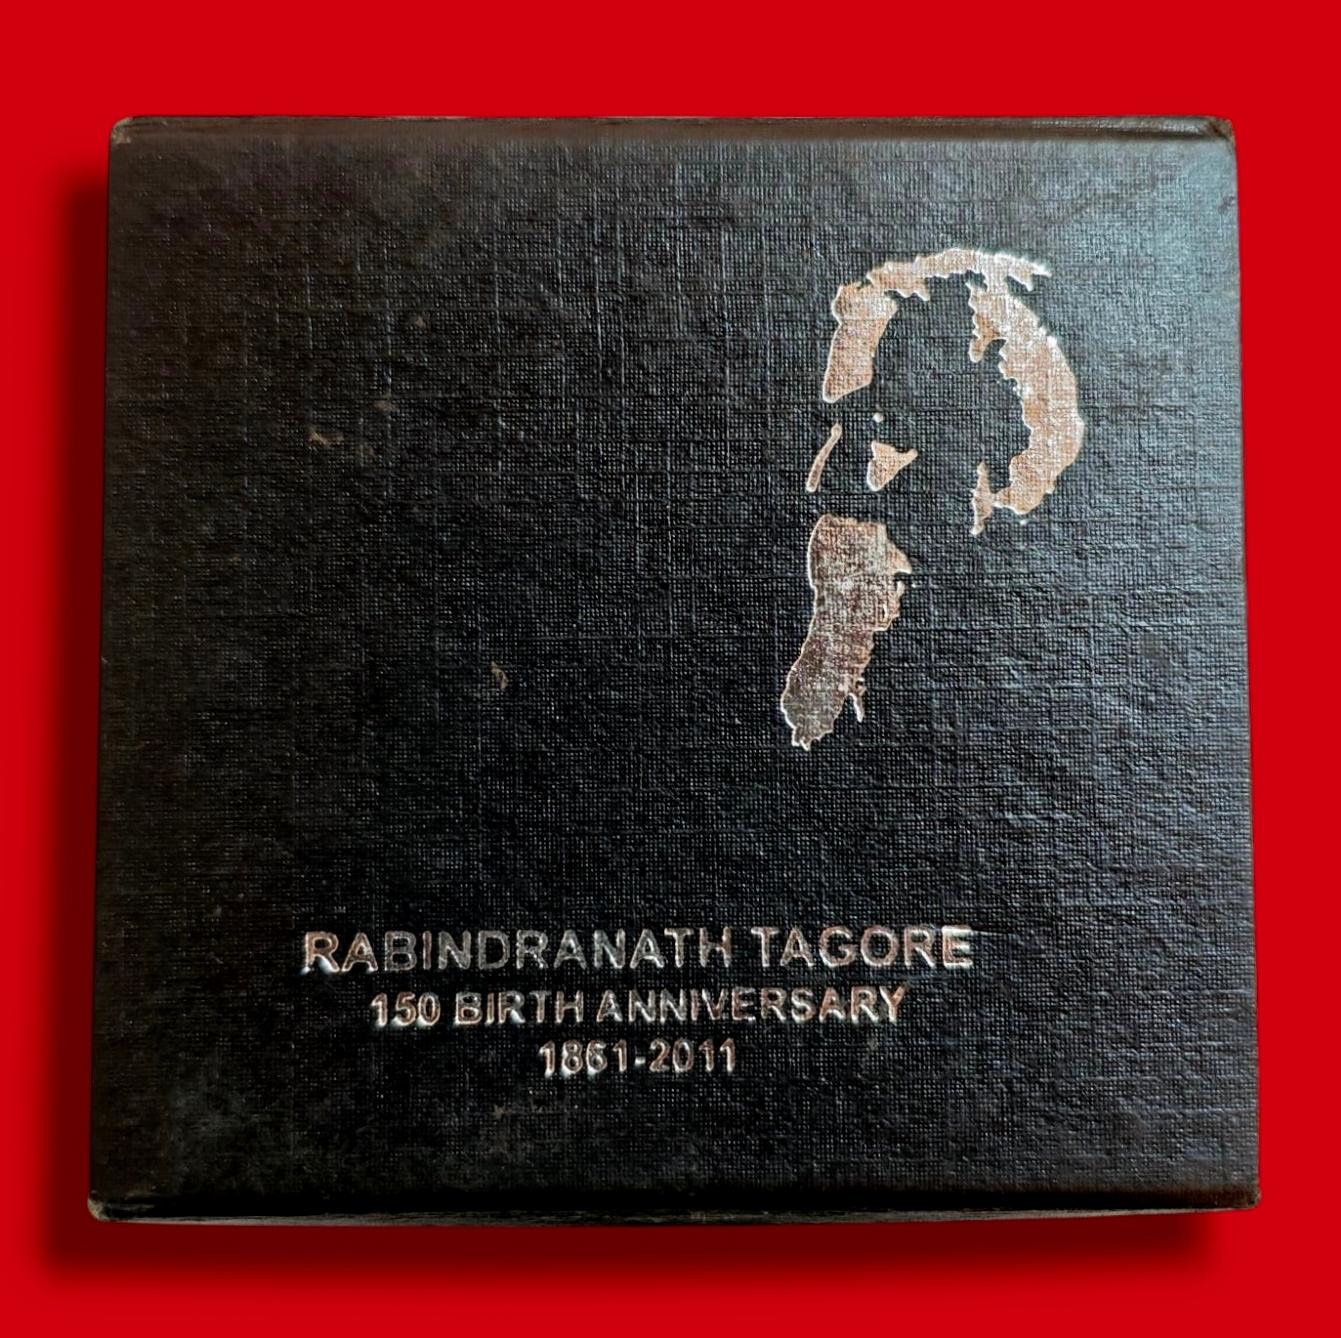 RABINDRANATH TAGORE
150 BIRTH ANNIVERSARY
1861-2011